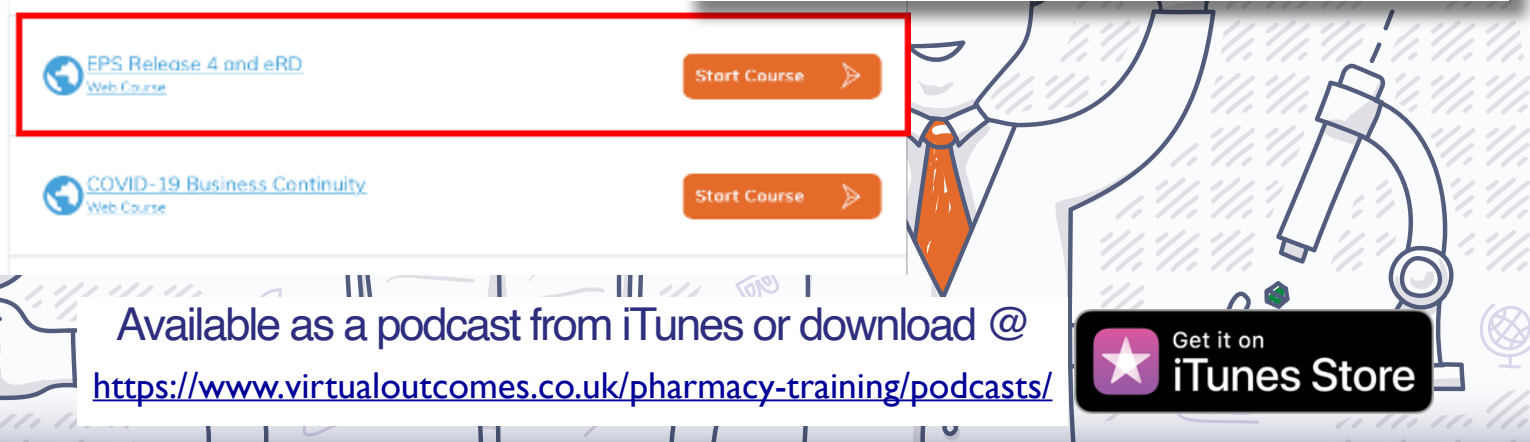 EPS Release 4 and eRD
Web Course
Start Course
COVID-19 Business Continuity
Web Course
Start Course
Available as a podcast from iTunes or download @
https://www.virtualoutcomes.co.uk/pharmacy-training/podcasts/
Get it on
iTunes Store